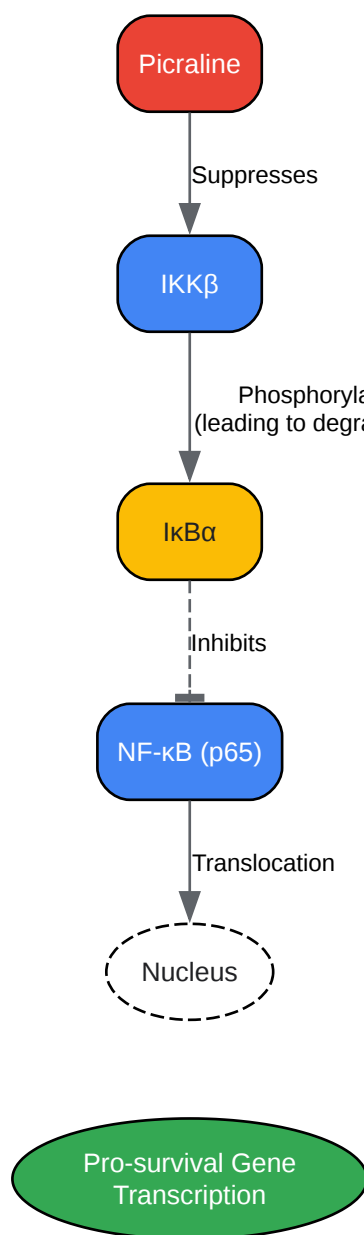 Picraline
Suppresses
IKKβ
Phosphoryla
(leading to degra
IκBα
Inhibits
NF-κB (p65)
Translocation
Nucleus
Pro-survival Gene
Transcription